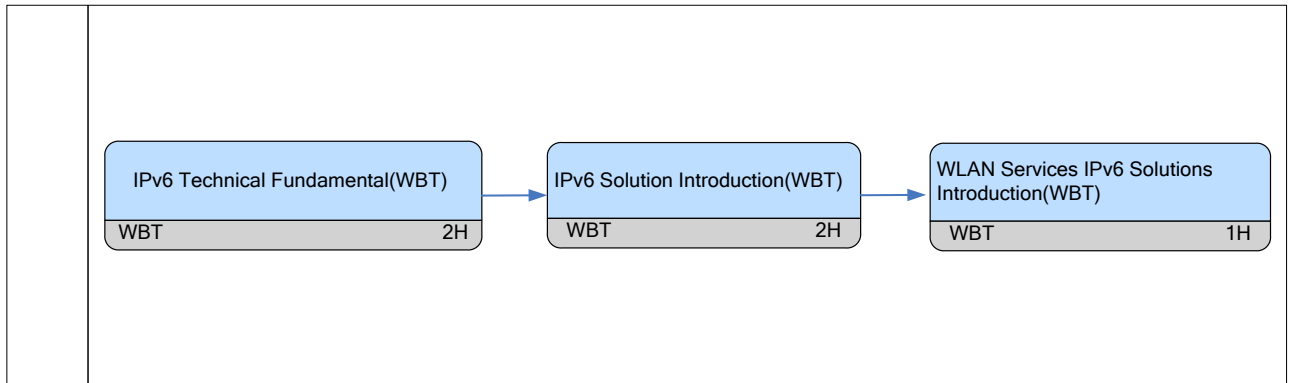 IPv6 Technical Fundamental(WBT)
WBT 2H
IPv6 Solution Introduction(WBT)
WBT 2H
WLAN Services IPv6 Solutions
Introduction(WBT)
WBT 1H